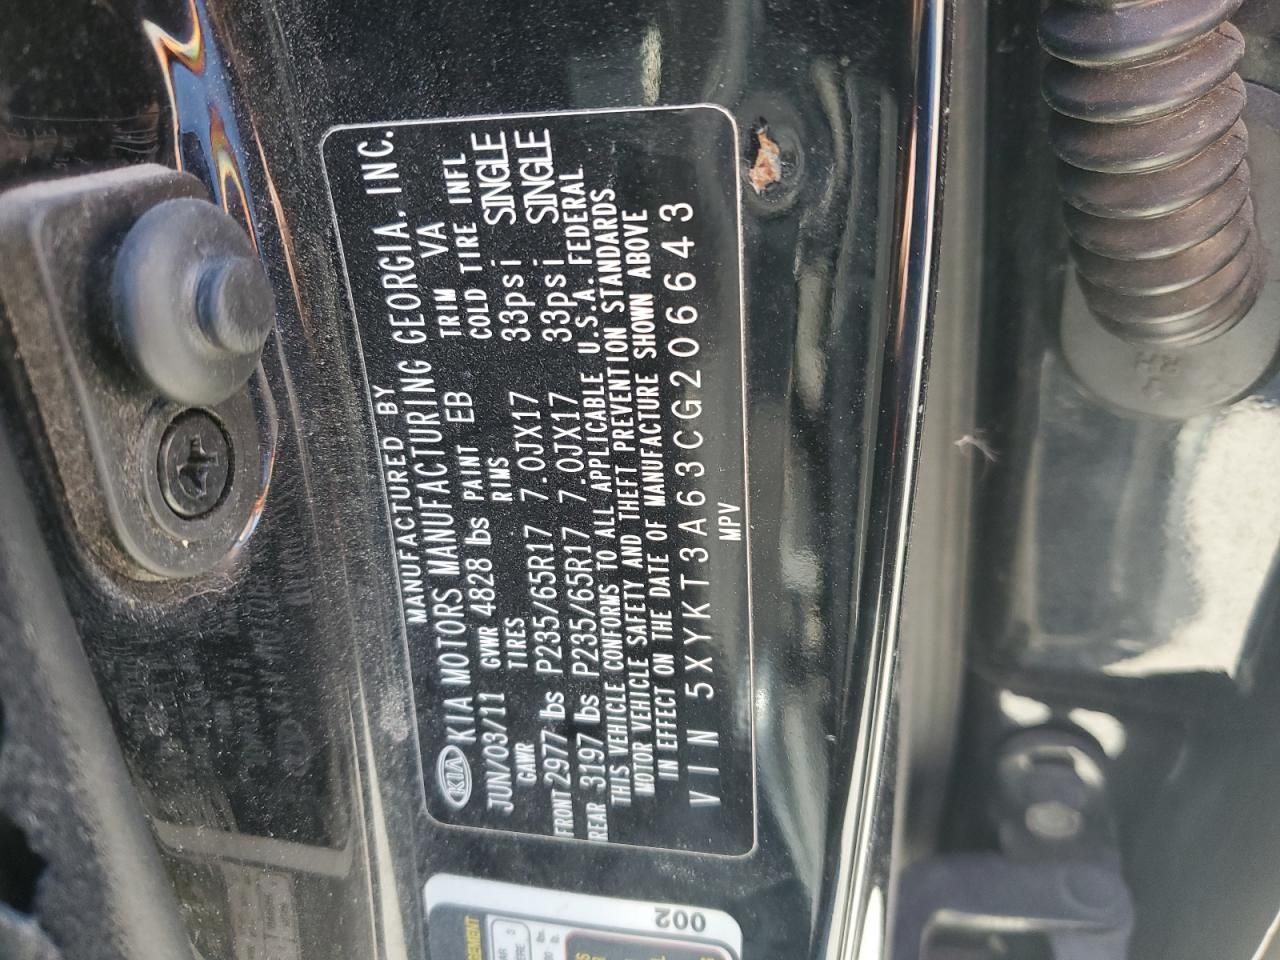 MANUFACTURED BY
KIA KIA MOTORS MANUFACTURING GEORGIA, INC.
JUN/03/11 GVWR 4828 lbs PAINT EB TRIM VA
GAWR TIRES RIMS COLD TIRE INFL
FRONT 2977 lbs P235/65R17 7.0JX17 33psi SINGLE
REAR 3197 lbs P235/65R17 7.0JX17 33psi SINGLE
THIS VEHICLE CONFORMS TO ALL APPLICABLE U.S.A. FEDERAL
MOTOR VEHICLE SAFETY AND THEFT PREVENTION STANDARDS
IN EFFECT ON THE DATE OF MANUFACTURE SHOWN ABOVE
VIN 5XYKT3A63CG206643
MPV
002